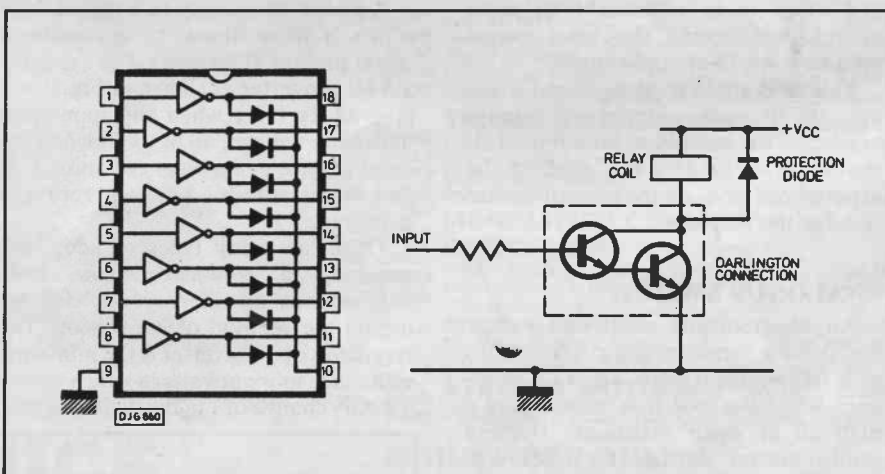 1
2
3
4
5
6
7
8
9
18
17
16
15
14
13
12
11
10
DJG860
+VCC
RELAY
COIL
PROTECTION
DIODE
INPUT
DARLINGTON
CONNECTION